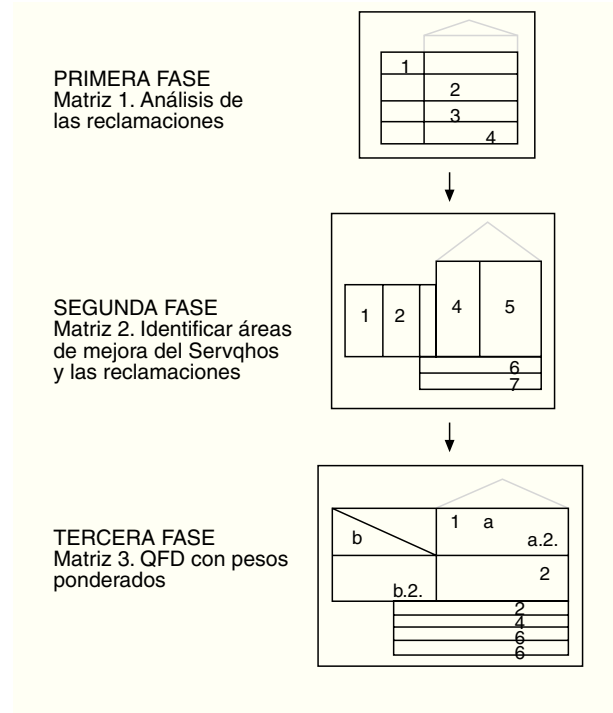 PRIMERA FASE
Matriz 1. Análisis de
las reclamaciones
1
2
3
4
SEGUNDA FASE
Matriz 2. Identificar áreas
de mejora del Servqhos
y las reclamaciones
1 2 4 5
6
7
TERCERA FASE
Matriz 3. QFD con pesos
ponderados
1 a
b a.2.
2
b.2.
2
4
6
6